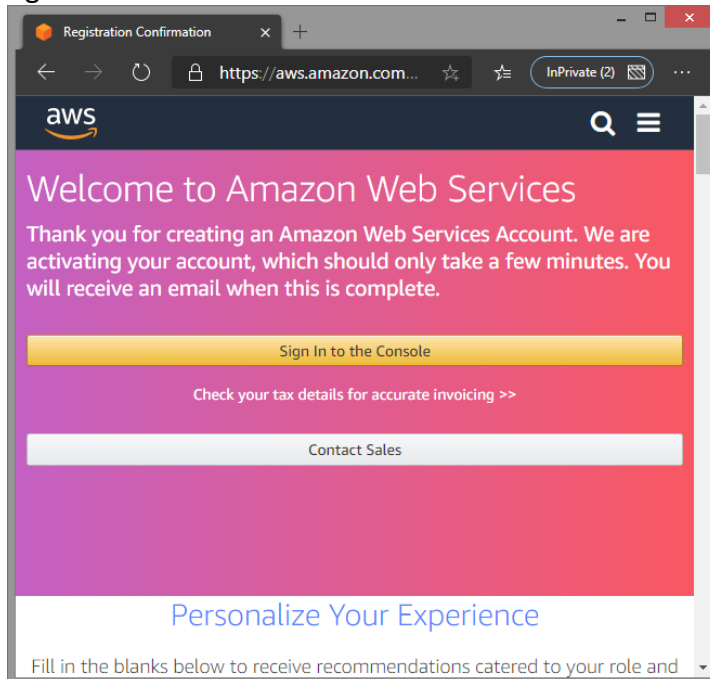 Registration Confirmation
https://aws.amazon.com...
InPrivate (2)
aws
Welcome to Amazon Web Services
Thank you for creating an Amazon Web Services Account. We are
activating your account, which should only take a few minutes. You
will receive an email when this is complete.
Sign In to the Console
Check your tax details for accurate invoicing >>
Contact Sales
Personalize Your Experience
Fill in the blanks below to receive recommendations catered to your role and